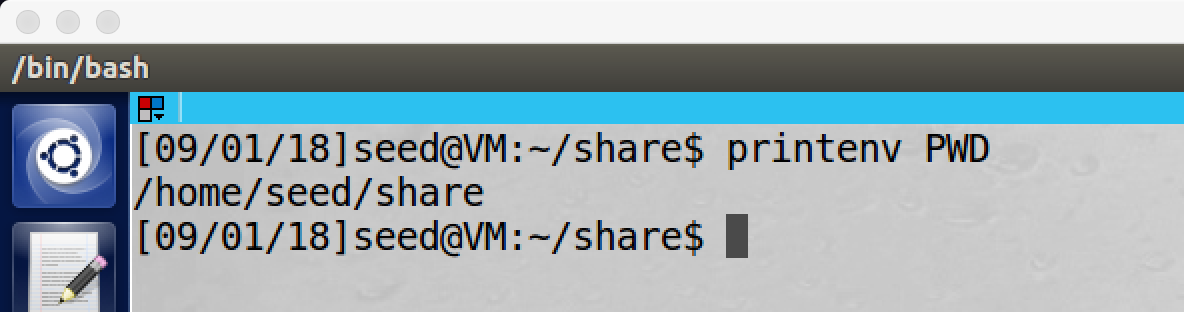 /bin/bash
[09/01/18]seed@VM:~/share$ printenv PWD
/home/seed/share
[09/01/18]seed@VM:~/share$